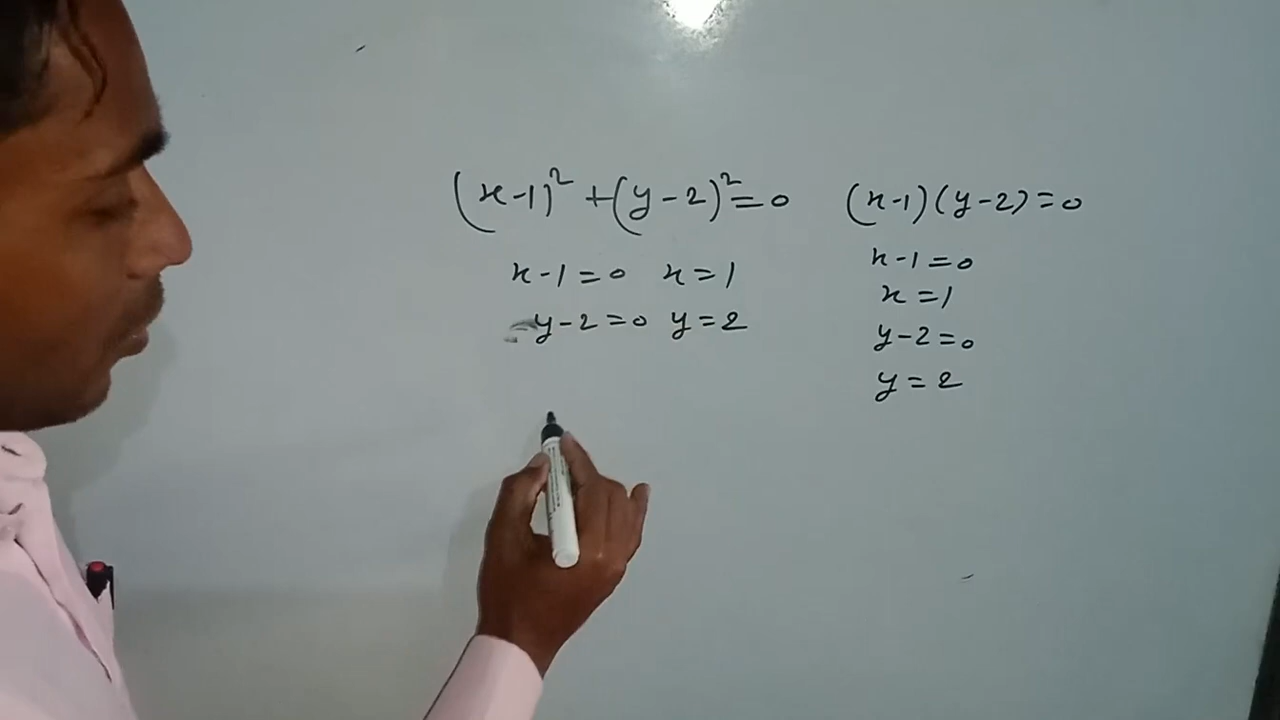 (x-1)² + (y-2)² = 0
x-1=0 x=1
y-2=0 y=2
(x-1)(y-2)=0
x-1=0
x=1
y-2=0
y=2